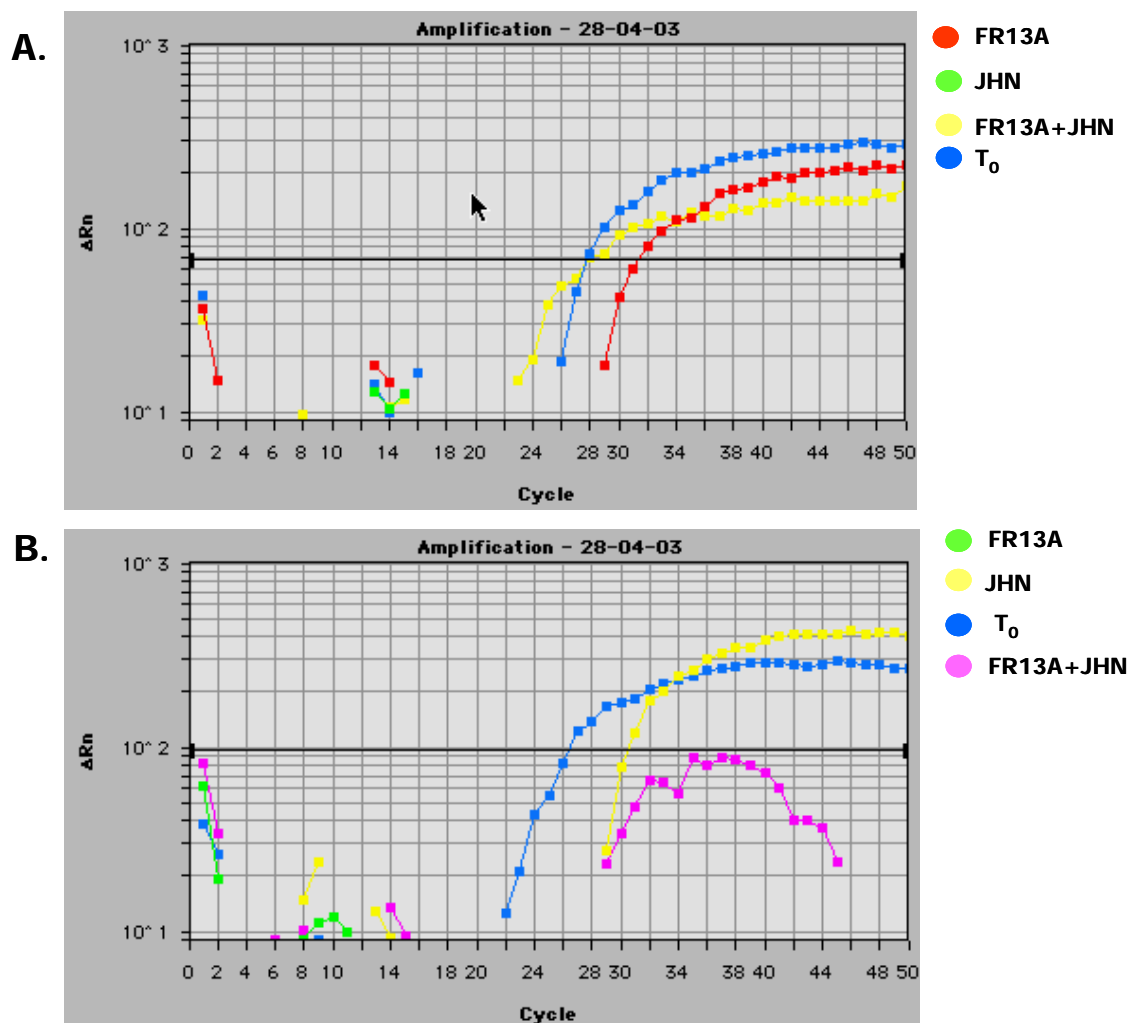 A.
Amplification - 28-04-03
10^3
10^2
10^1
ΔRn
0 2 4 6 8 10 14 18 20 24 28 30 34 38 40 44 48 50
Cycle
FR13A
JHN
FR13A+JHN
T0
B.
Amplification - 28-04-03
10^3
10^2
10^1
ΔRn
0 2 4 6 8 10 14 18 20 24 28 30 34 38 40 44 48 50
Cycle
FR13A
JHN
T0
FR13A+JHN